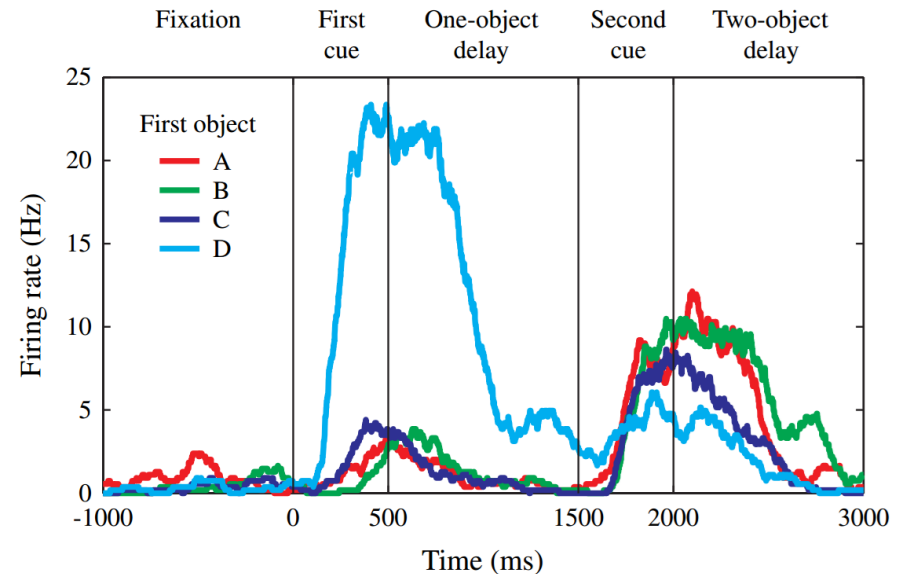 Fixation First cue One-object delay Second cue Two-object delay
25
20
15
10
5
0
Firing rate (Hz)
First object
A
B
C
D
-1000 0 500 1500 2000 3000
Time (ms)